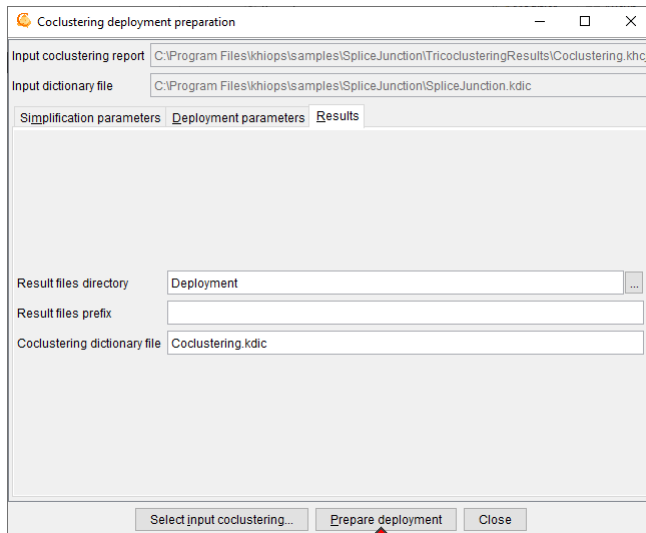 Coclustering deployment preparation
Input coclustering report C:\Program Files\khiops\samples\SpliceJunction\TricoclusteringResults\Coclustering.khc
Input dictionary file C:\Program Files\khiops\samples\SpliceJunction\SpliceJunction.kdic
Simplification parameters Deployment parameters Results
Result files directory Deployment ...
Result files prefix
Coclustering dictionary file Coclustering.kdic
Select input coclustering... Prepare deployment Close